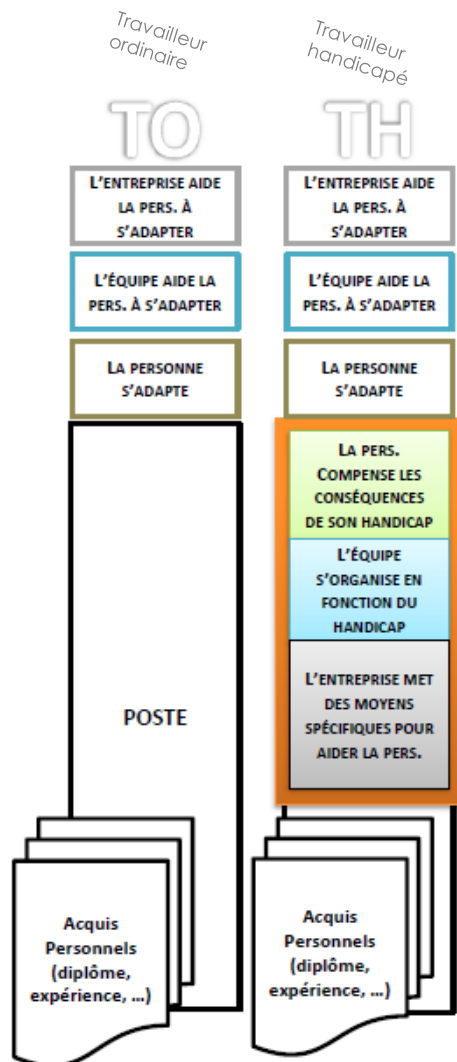 Travailleur
ordinaire
TO
L'ENTREPRISE AIDE
LA PERS. À
S'ADAPTER
L'ÉQUIPE AIDE LA
PERS. À S'ADAPTER
LA PERSONNE
S'ADAPTE
POSTE
Acquis
Personnels
(diplôme,
expérience, ...)
Travailleur
handicapé
TH
L'ENTREPRISE AIDE
LA PERS. À
S'ADAPTER
L'ÉQUIPE AIDE LA
PERS. À S'ADAPTER
LA PERSONNE
S'ADAPTE
LA PERS.
COMPENSE LES
CONSÉQUENCES
DE SON HANDICAP
L'ÉQUIPE
S'ORGANISE EN
FONCTION DU
HANDICAP
L'ENTREPRISE MET
DES MOYENS
SPÉCIFIQUES POUR
AIDER LA PERS.
Acquis
Personnels
(diplôme,
expérience, ...)